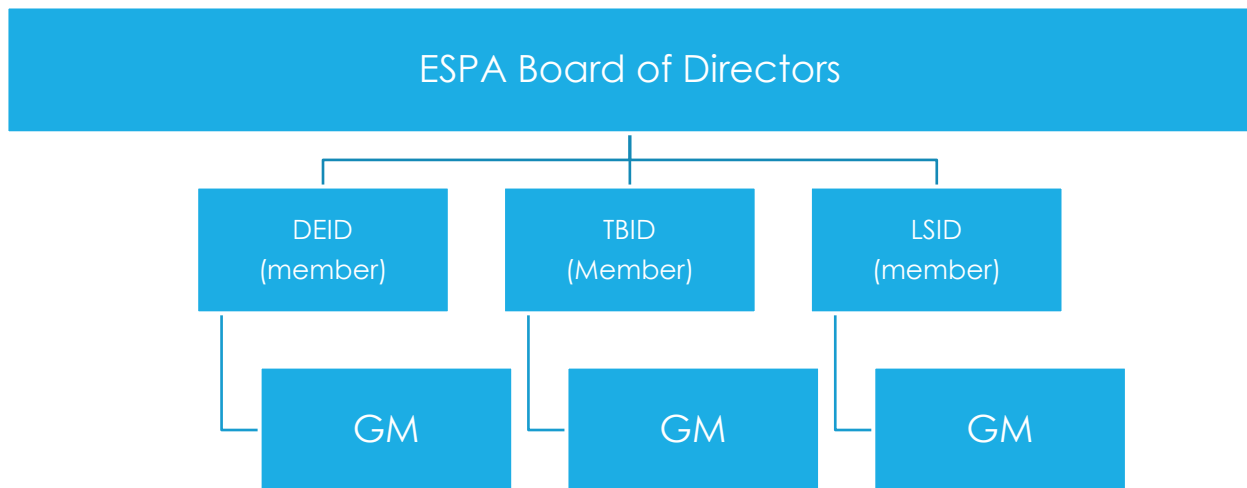 ESPA Board of Directors
DEID
(member)
TBID
(Member)
LSID
(member)
GM
GM
GM